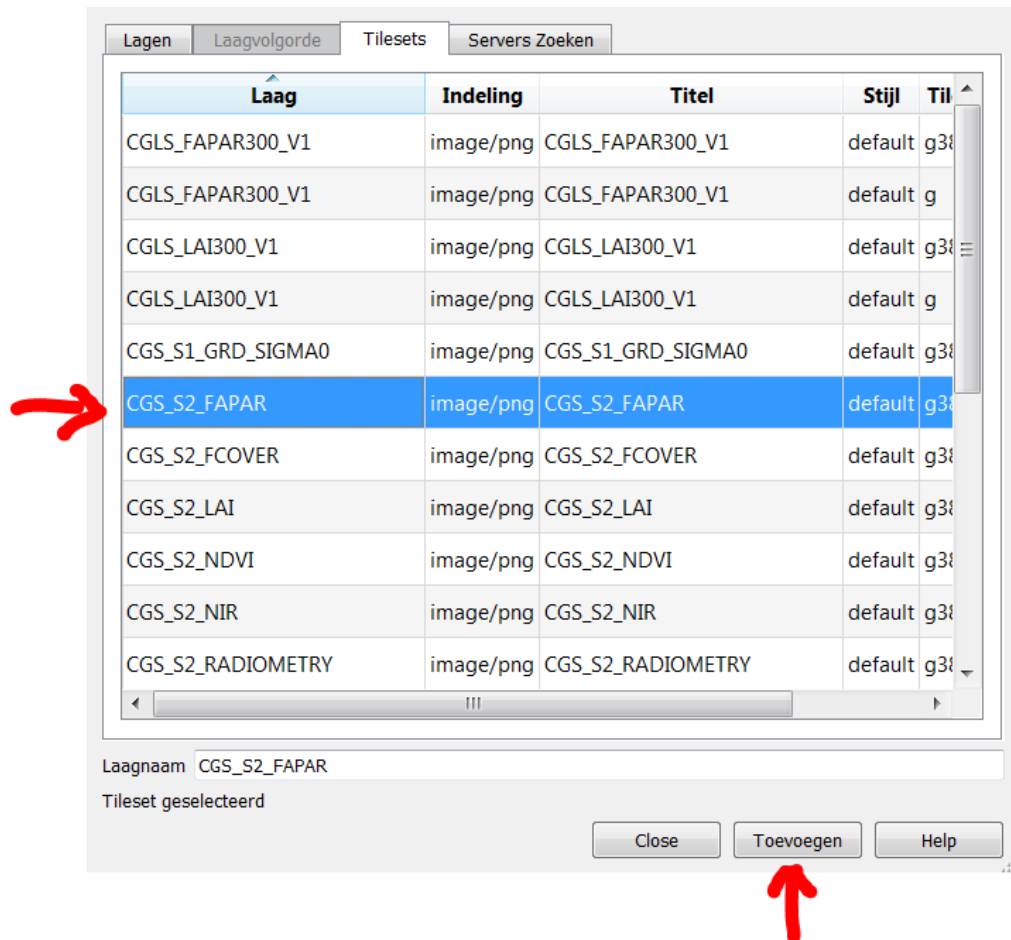 Lagen Laagvolgorde Tilesets Servers Zoeken
Laag Indeling Titel Stijl
CGLS_FAPAR300_V1 image/png CGLS_FAPAR300_V1 default
CGLS_FAPAR300_V1 image/png CGLS_FAPAR300_V1 default g
CGLS_LAI300_V1 image/png CGLS_LAI300_V1 default
CGLS_LAI300_V1 image/png CGLS_LAI300_V1 default g
CGS_S1_GRD_SIGMA0 image/png CGS_S1_GRD_SIGMA0 default
CGS_S2_FAPAR image/png CGS_S2_FAPAR default
CGS_S2_FCOVER image/png CGS_S2_FCOVER default
CGS_S2_LAI image/png CGS_S2_LAI default
CGS_S2_NDVI image/png CGS_S2_NDVI default
CGS_S2_NIR image/png CGS_S2_NIR default
CGS_S2_RADIOMETRY image/png CGS_S2_RADIOMETRY default
Laagnaam CGS_S2_FAPAR
Tileset geselecteerd
Close Toevoegen Help